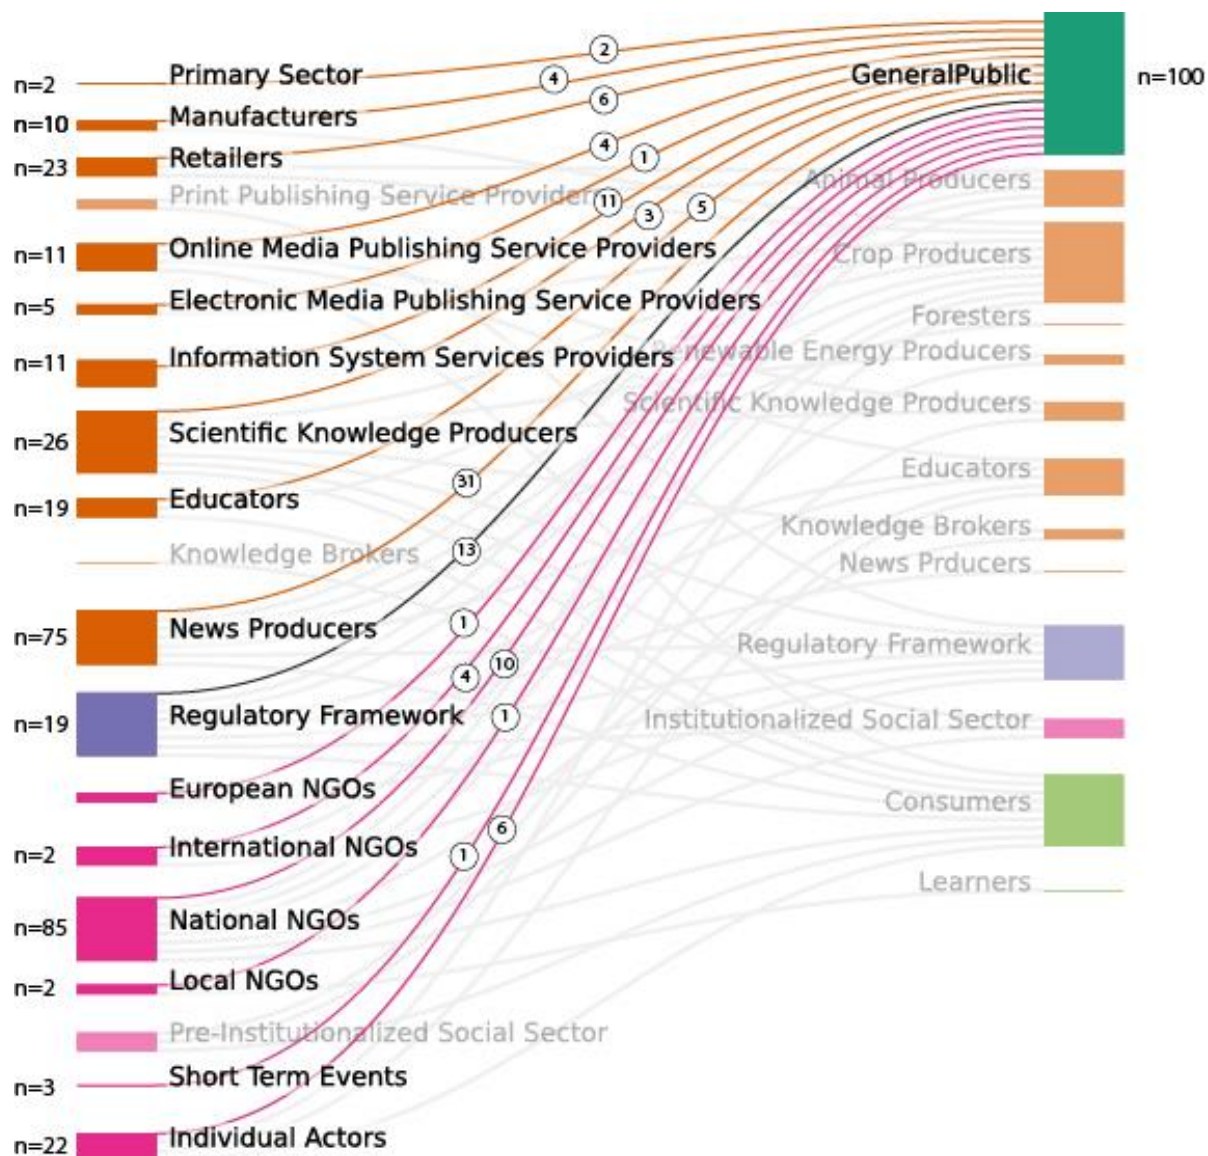 2
n=2 Primary Sector GeneralPublic n=100
4
n=10 Manufacturers
6
n=23 Retailers
4
1
Print Publishing Service Providers Animal Producers
11
3
5
n=11 Online Media Publishing Service Providers Crop Producers
n=5 Electronic Media Publishing Service Providers Foresters
n=11 Information System Services Providers Renewable Energy Producers
Scientific Knowledge Producers
n=26 Scientific Knowledge Producers
Educators
31
n=19 Educators
Knowledge Brokers
13
Knowledge Brokers News Prducers
1
n=75 News Producers Regulatory Framework
10
4
n=19 Regulatory Framework Institutionalized Social Sector
1
European NGOs Consumers
6
n=2 International NGOs
1
Learners
n=85 National NGOs
n=2 Local NGOs
Pre-Institutionalized Social Sector
n=3 Short Term Events
n=22 Individual Actors